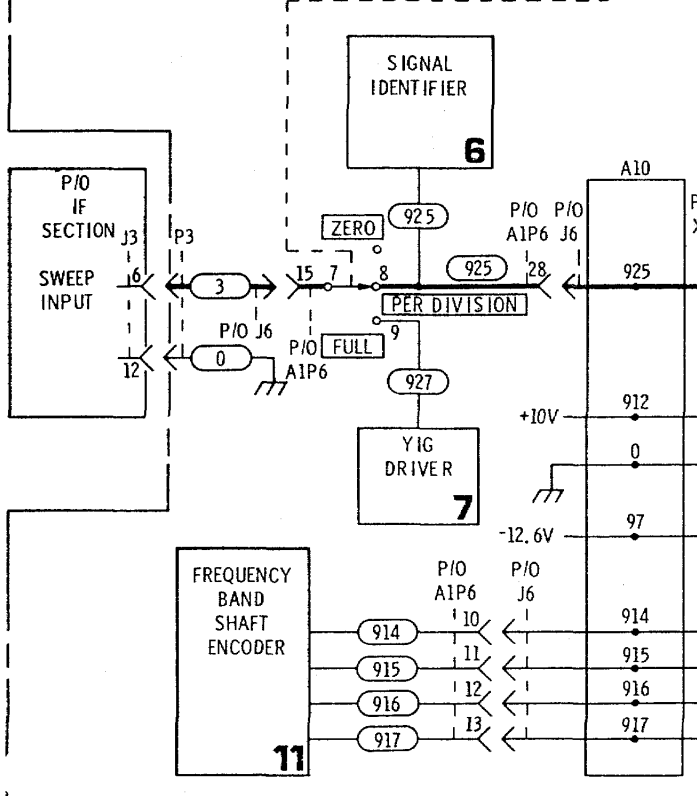 SIGNAL
IDENTIFIER
6
P/O
IF
SECTION
SWEEP
INPUT
J3
P3
6
12
3
0
P/O J6
15
P/O
A1P6
7
ZERO
8
9
PER DIVISION
FULL
925
925
P/O
A1P6
P/O
J6
28
A10
925
927
YIG
DRIVER
7
+10V
912
0
-12.6V
97
FREQUENCY
BAND
SHAFT
ENCODER
11
P/O
A1P6
P/O
J6
914
10
914
915
11
915
916
12
916
917
13
917